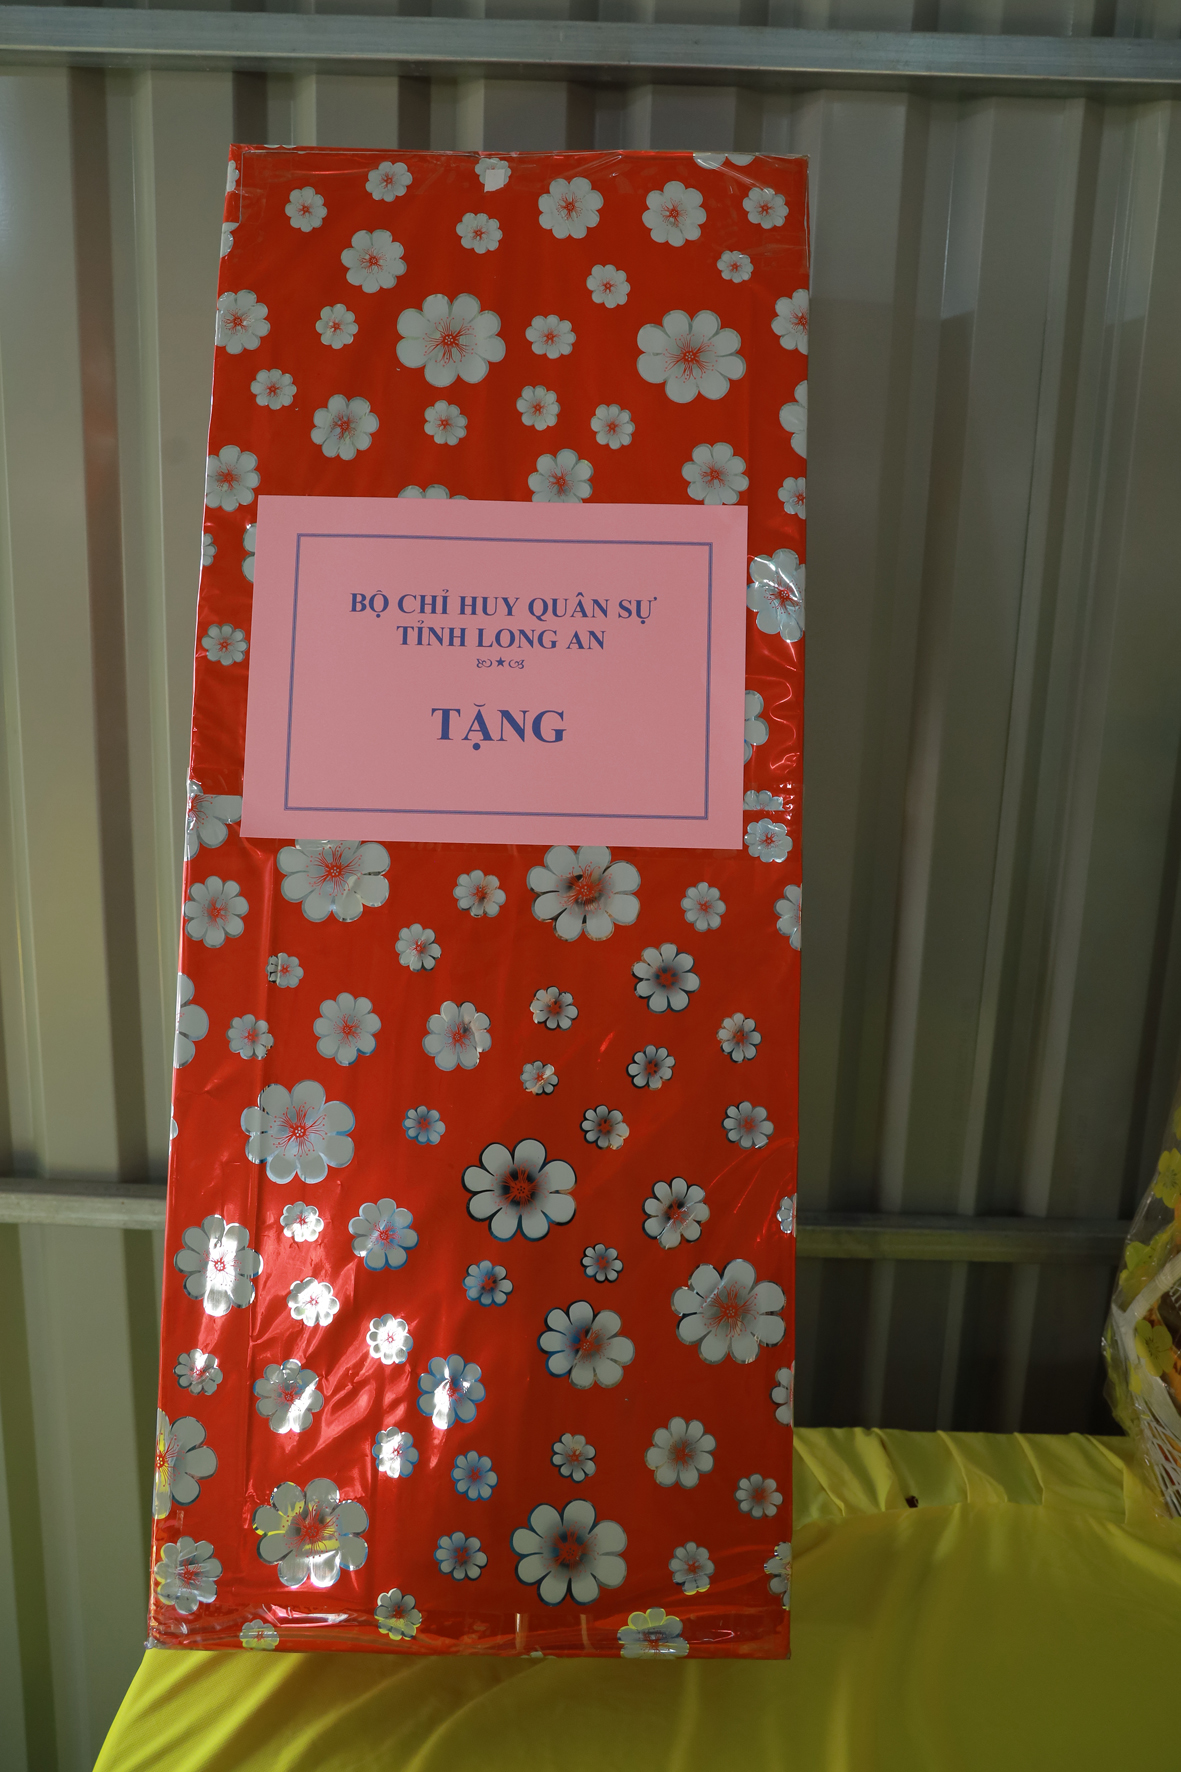 BỘ CHỈ HUY QUÂN SỰ
TỈNH LONG AN
TẶNG